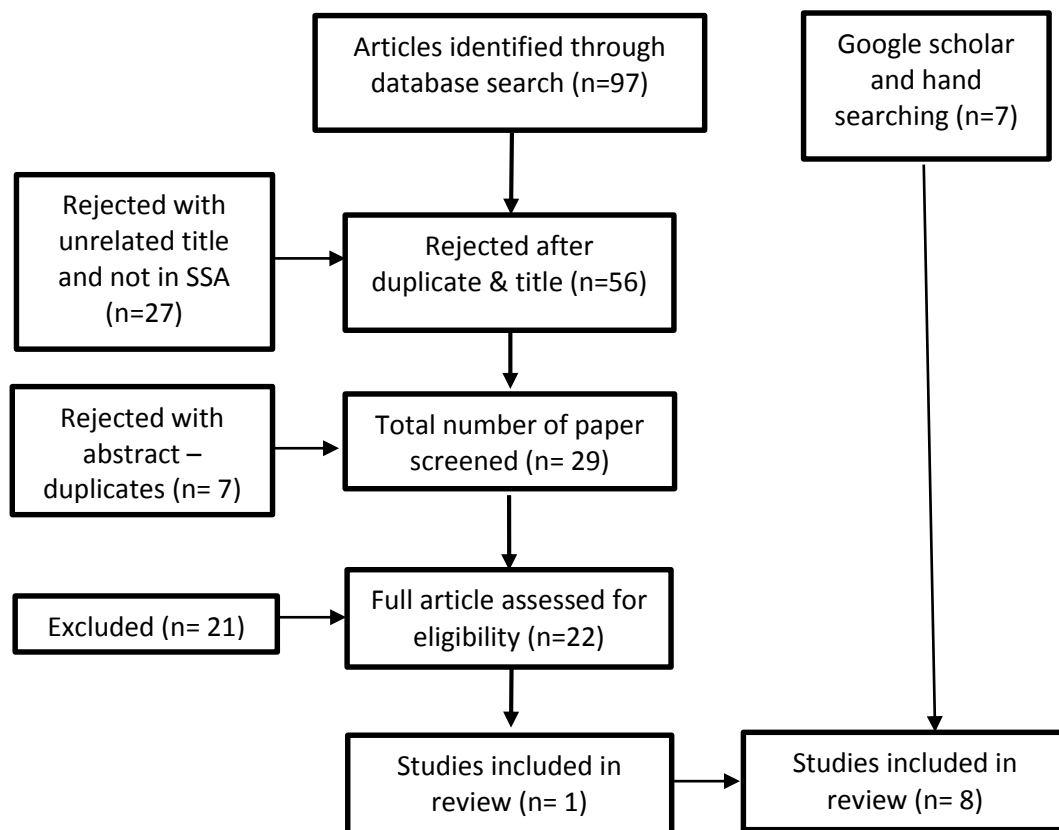 Articles identified through
database search (n=97)
Google scholar
and hand
searching (n=7)
Rejected with
unrelated title
and not in SSA
(n=27)
Rejected after
duplicate & title (n=56)
Rejected with
abstract –
duplicates (n= 7)
Total number of paper
screened (n= 29)
Excluded (n= 21)
Full article assessed for
eligibility (n=22)
Studies included in
review (n= 1)
Studies included in
review (n= 8)